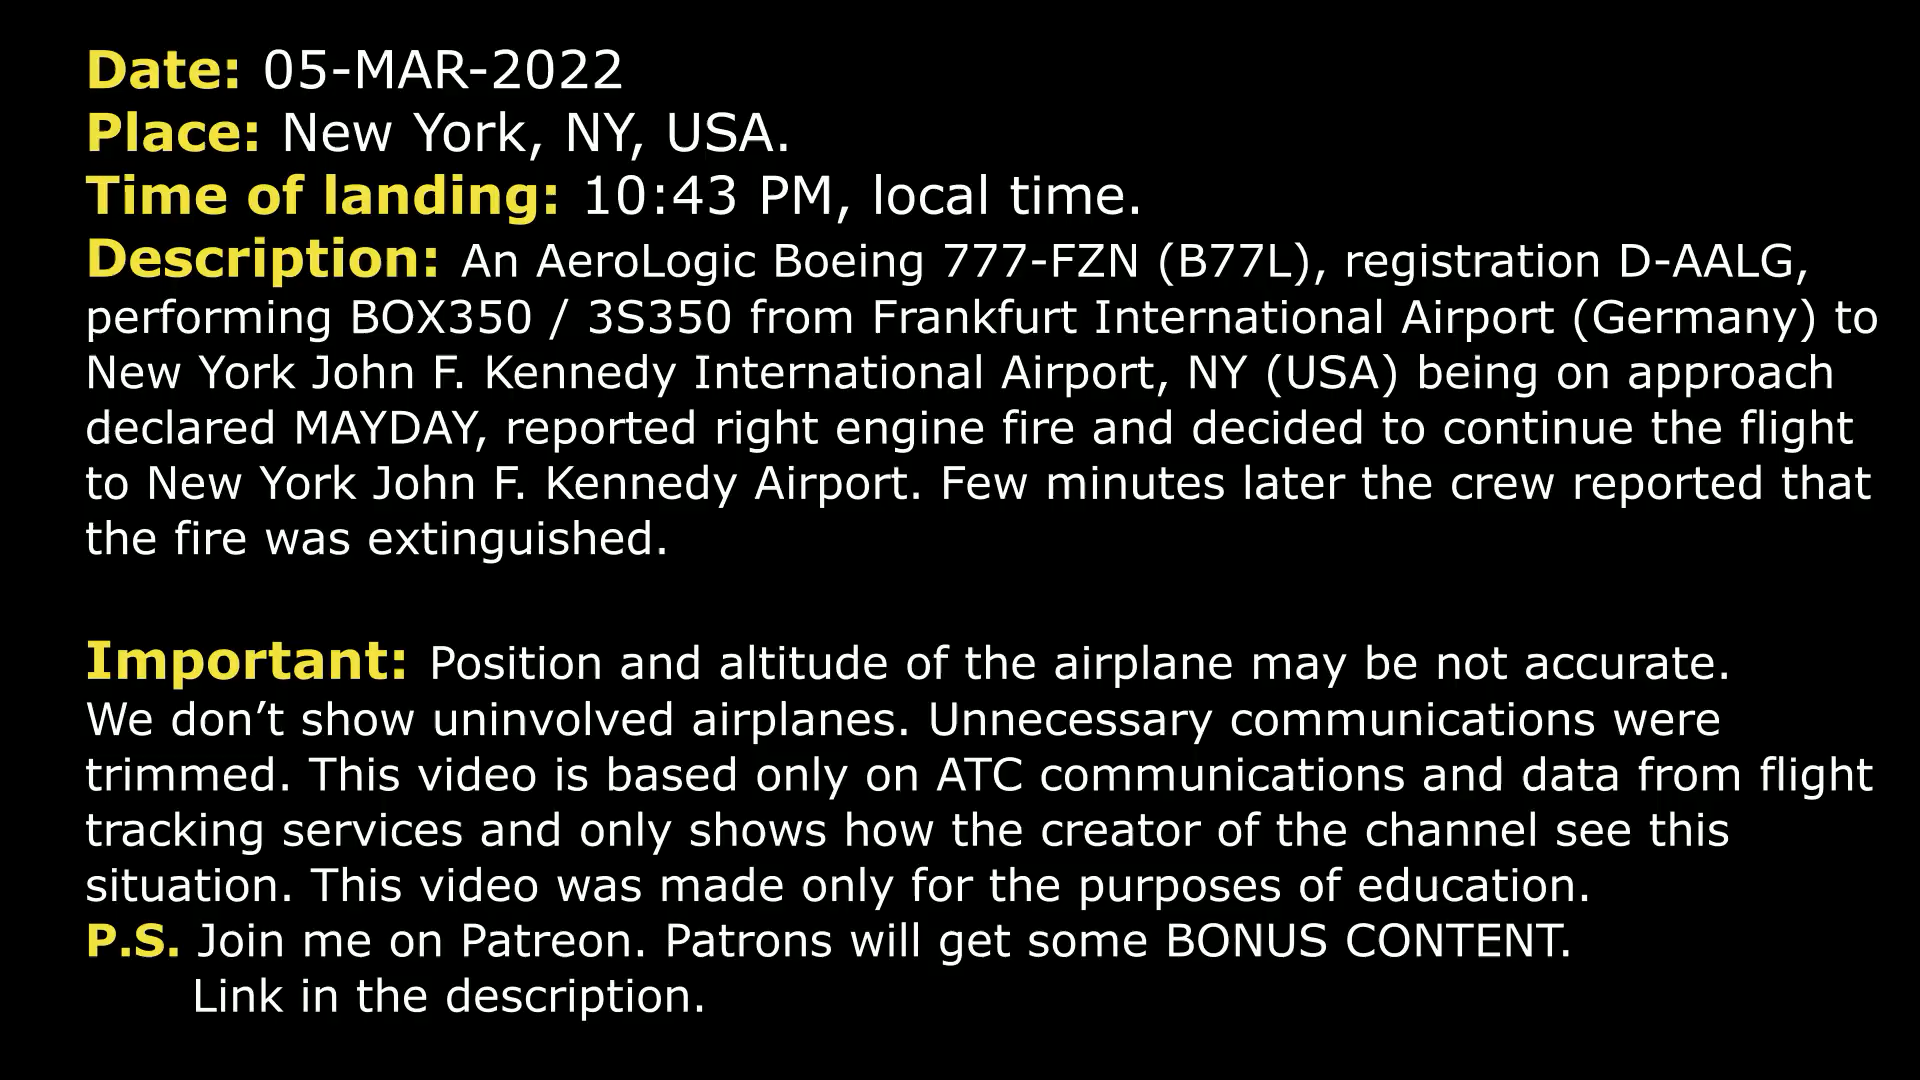 Date: 05-MAR-2022
Place: New York, NY, USA.
Time of landing: 10:43 PM, local time.
Description: An AeroLogic Boeing 777-FZN (B77L), registration D-AALG,
performing BOX350 / 3S350 from Frankfurt International Airport (Germany) to
New York John F. Kennedy International Airport, NY (USA) being on approach
declared MAYDAY, reported right engine fire and decided to continue the flight
to New York John F. Kennedy Airport. Few minutes later the crew reported that
the fire was extinguished.
Important: Position and altitude of the airplane may be not accurate.
We don’t show uninvolved airplanes. Unnecessary communications were
trimmed. This video is based only on ATC communications and data from flight
tracking services and only shows how the creator of the channel see this
situation. This video was made only for the purposes of education.
P.S. Join me on Patreon. Patrons will get some BONUS CONTENT.
Link in the description.